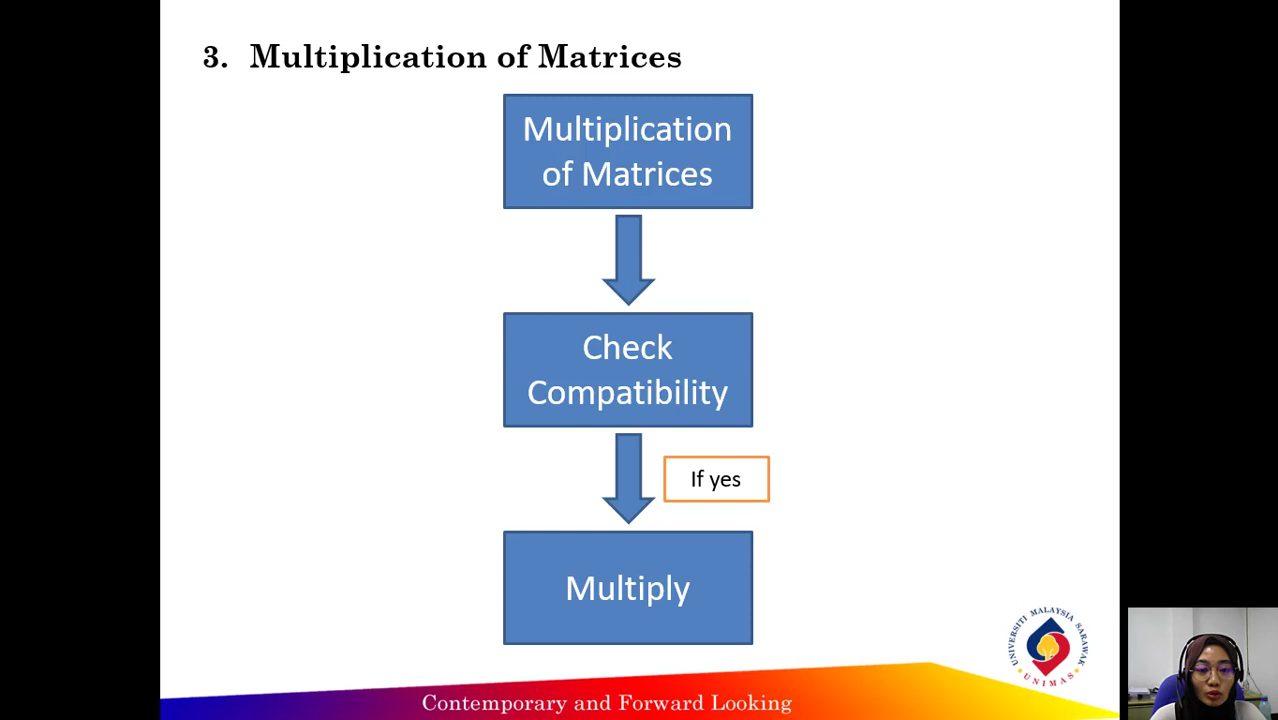 3. Multiplication of Matrices
Multiplication
of Matrices
Check
Compatibility
If yes
Multiply
UNIVERSITI MALAYSIA SARAWAK
UNIMAS
Contemporary and Forward Looking